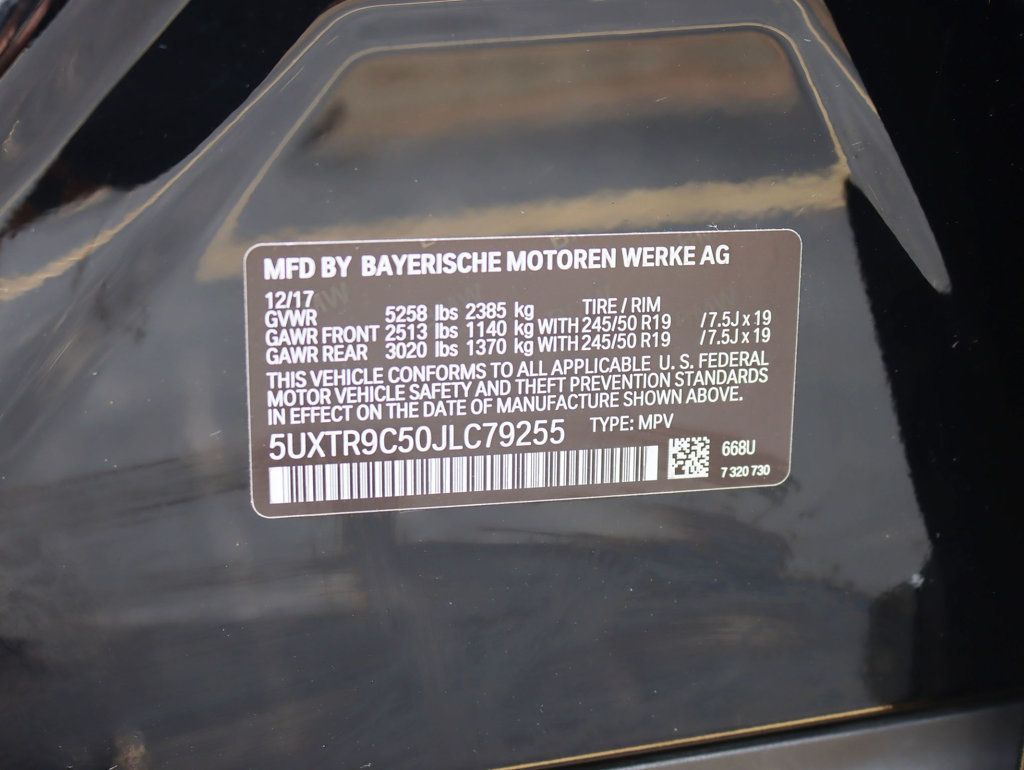 MFD BY BAYERISCHE MOTOREN WERKE AG
12/17 TIRE / RIM
GVWR 5258 lbs 2385 kg
GAWR FRONT 2513 lbs 1140 kg WITH 245/50 R19 / 7.5J x 19
GAWR REAR 3020 lbs 1370 kg WITH 245/50 R19 / 7.5J x 19
THIS VEHICLE CONFORMS TO ALL APPLICABLE U. S. FEDERAL
MOTOR VEHICLE SAFETY AND THEFT PREVENTION STANDARDS
IN EFFECT ON THE DATE OF MANUFACTURE SHOWN ABOVE.
5UXTR9C50JLC79255 TYPE: MPV
668U
7 320 730